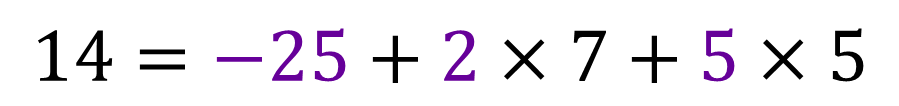 14 = −25 + 2 × 7 + 5 × 5